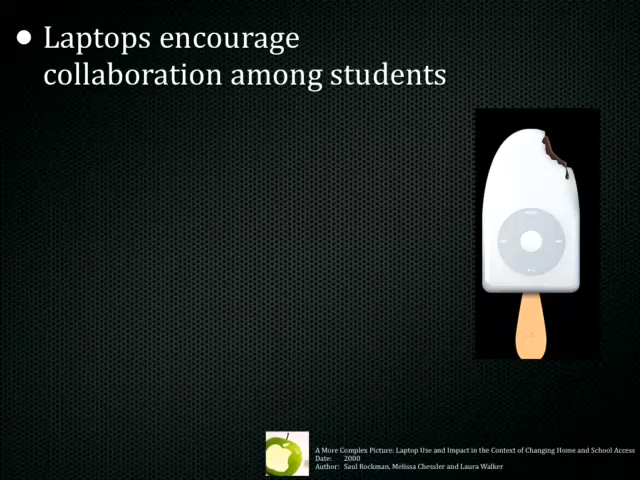 • Laptops encourage
collaboration among students
A More Complex Picture: Laptop Use and Impact in the Context of Changing Home and School Access
Date: 2000
Author: Saul Rockman, Melissa Chessler and Laura Walker